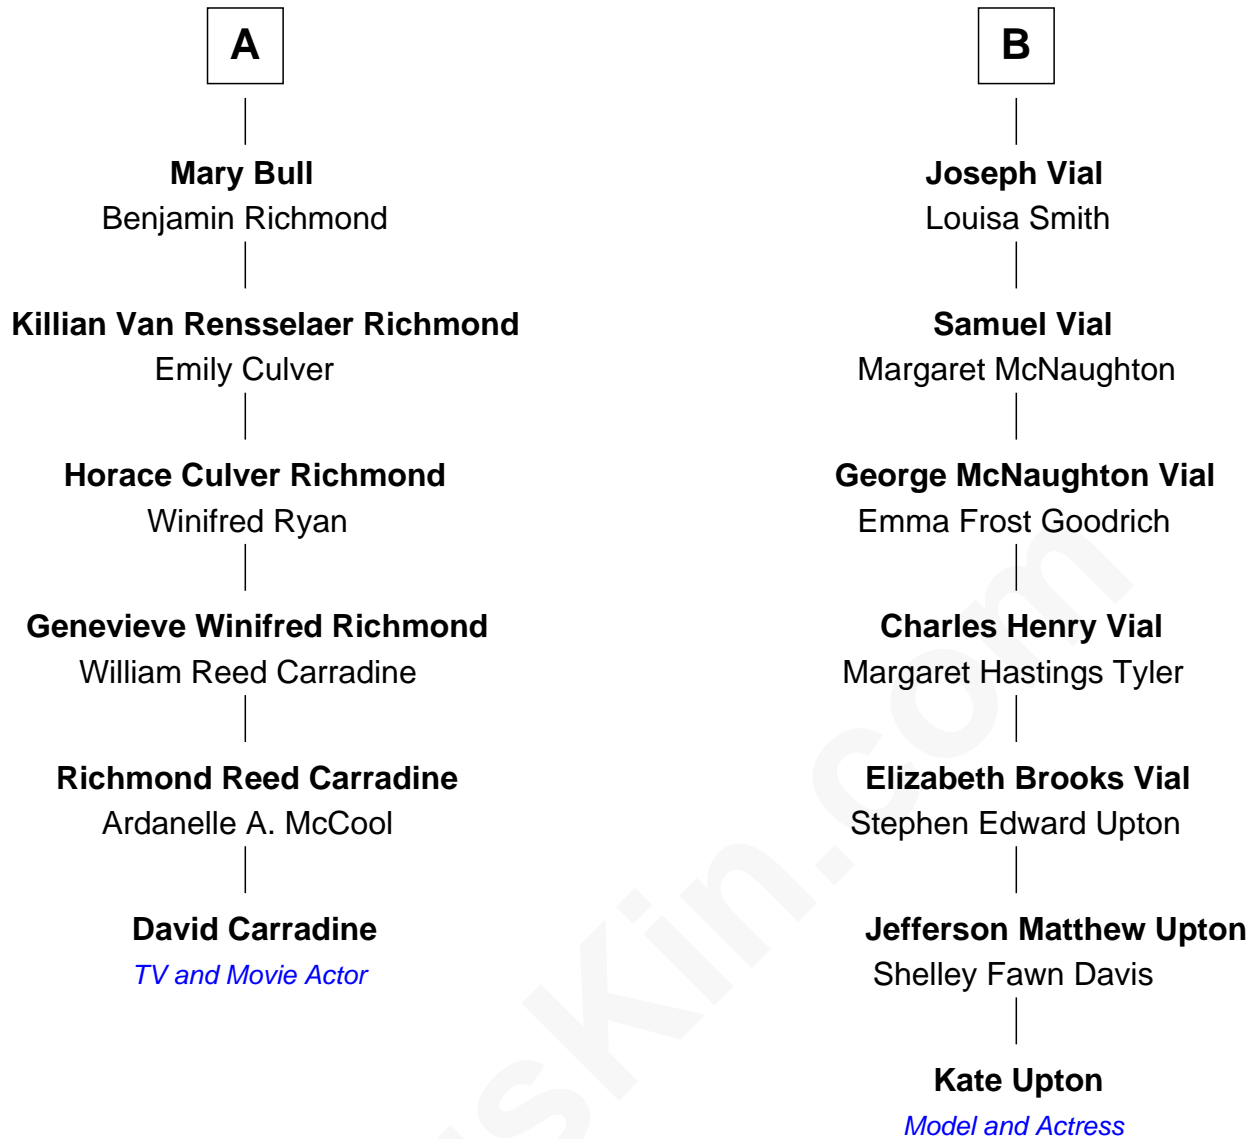 A
Mary Bull
Benjamin Richmond
Killian Van Rensselaer Richmond
Emily Culver
Horace Culver Richmond
Winifred Ryan
Genevieve Winifred Richmond
William Reed Carradine
Richmond Reed Carradine
Ardanelle A. McCool
David Carradine
TV and Movie Actor
B
Joseph Vial
Louisa Smith
Samuel Vial
Margaret McNaughton
George McNaughton Vial
Emma Frost Goodrich
Charles Henry Vial
Margaret Hastings Tyler
Elizabeth Brooks Vial
Stephen Edward Upton
Jefferson Matthew Upton
Shelley Fawn Davis
Kate Upton
Model and Actress
sKin.com